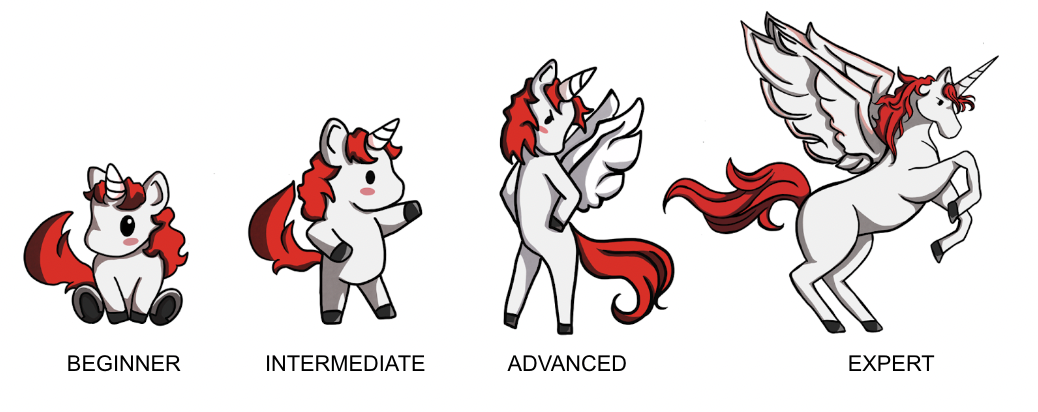 BEGINNER
INTERMEDIATE
ADVANCED
EXPERT